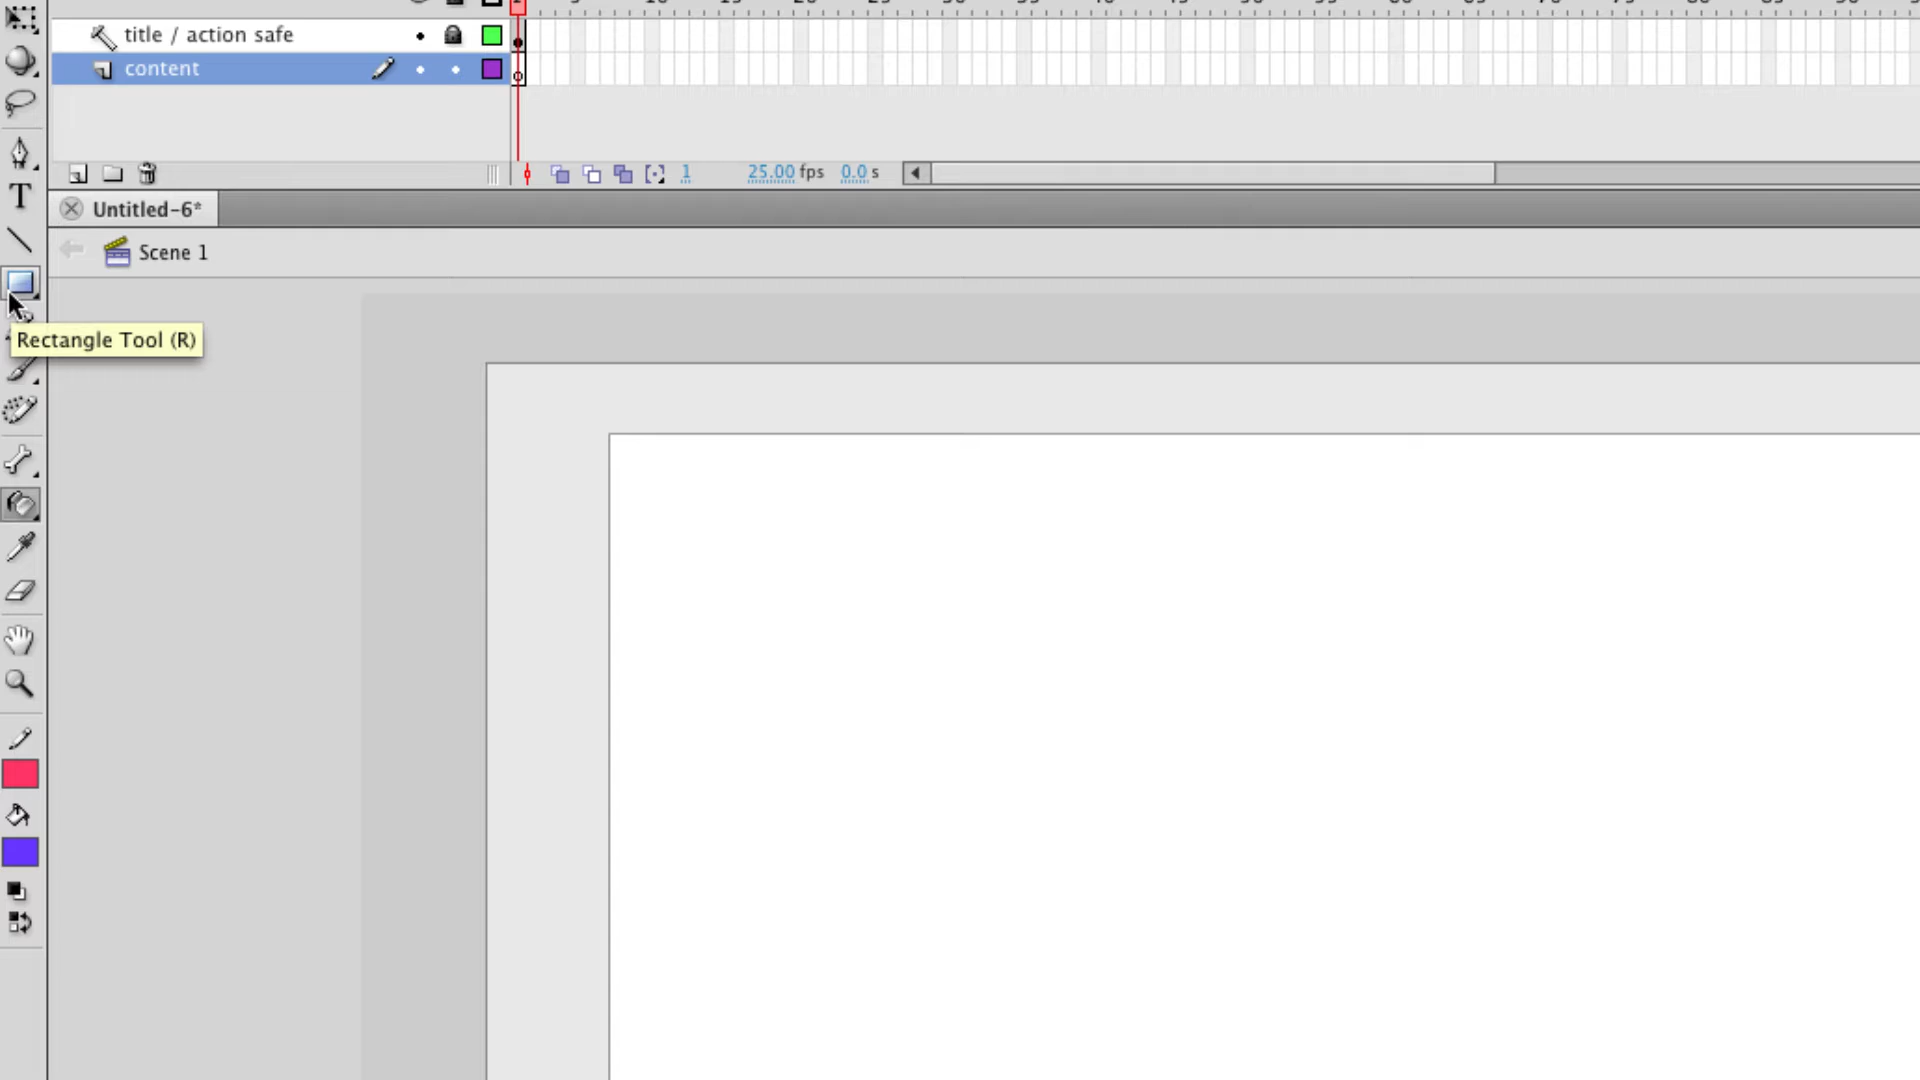 title / action safe
content
1 25.00 fps 0.0 s
Untitled-6*
Scene 1
Rectangle Tool (R)
T